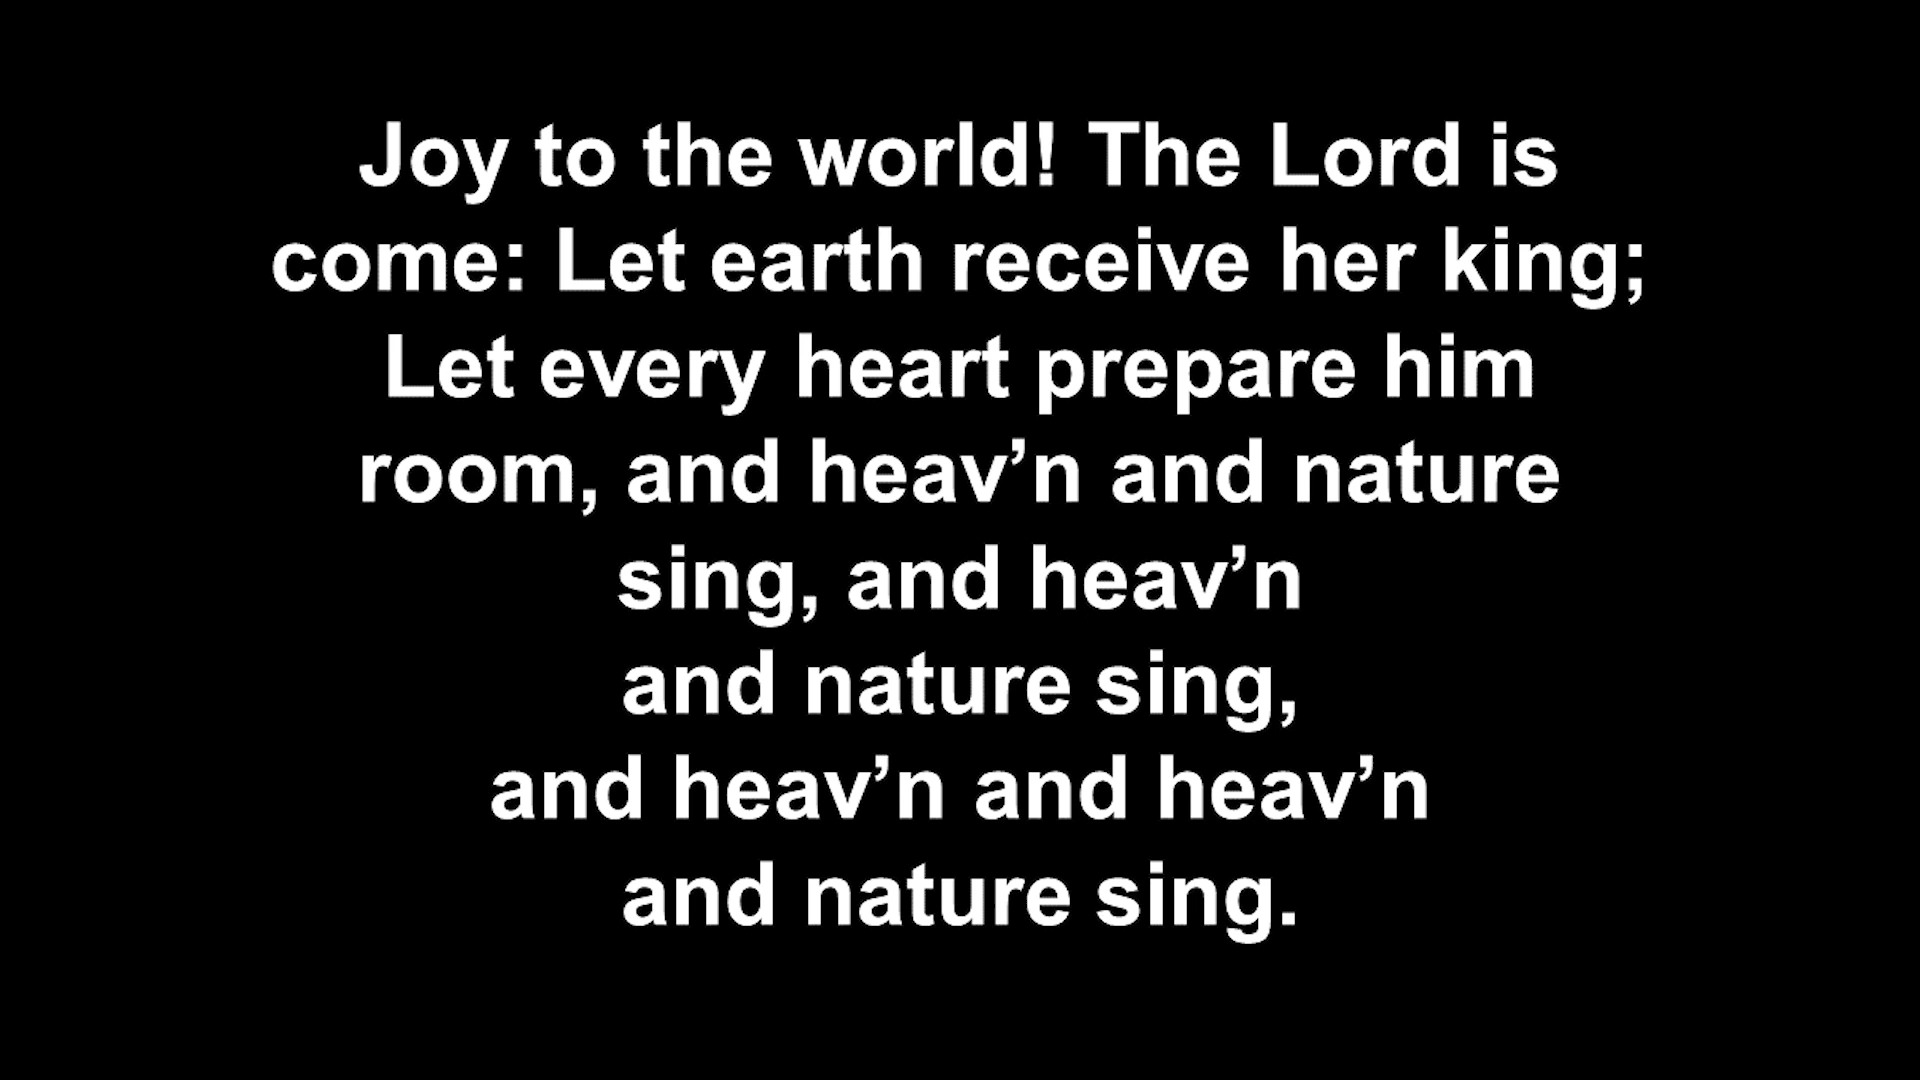 Joy to the world! The Lord is
come: Let earth receive her king;
Let every heart prepare him
room, and heav’n and nature
sing, and heav’n
and nature sing,
and heav’n and heav’n
and nature sing.